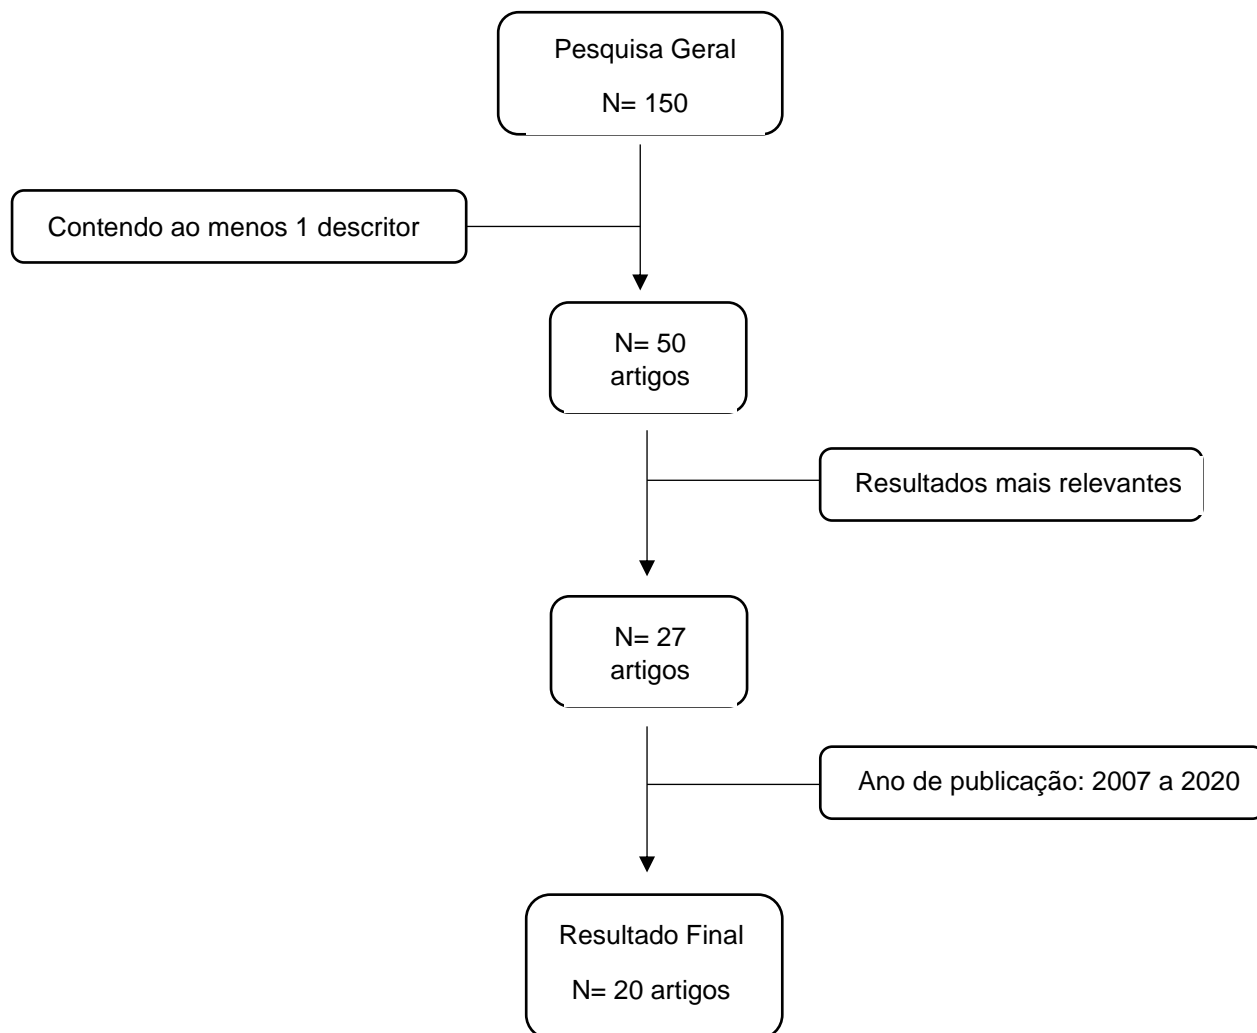 Pesquisa Geral
N= 150
Contendo ao menos 1 descritor
N= 50
artigos
Resultados mais relevantes
N= 27
artigos
Ano de publicação: 2007 a 2020
Resultado Final
N= 20 artigos